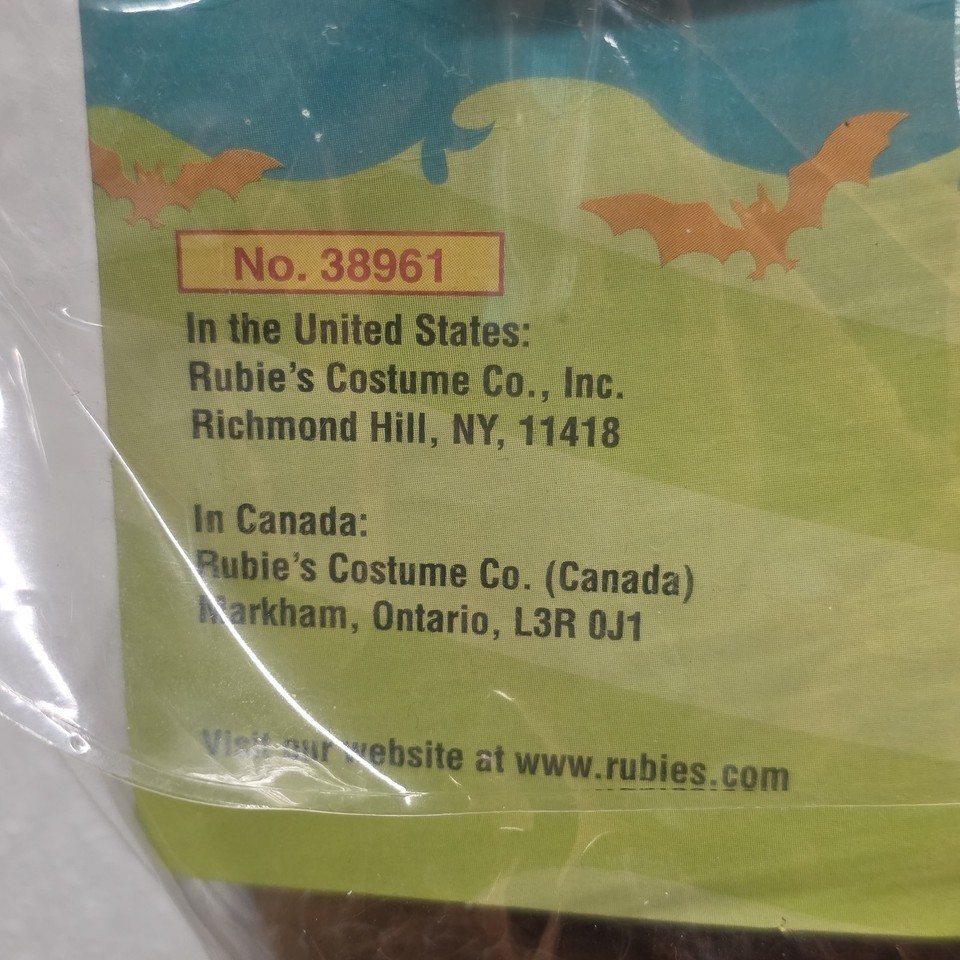 No. 38961
In the United States:
Rubie's Costume Co., Inc.
Richmond Hill, NY, 11418
In Canada:
Rubie's Costume Co. (Canada)
Markham, Ontario, L3R 0J1
Visit our website at www.rubies.com